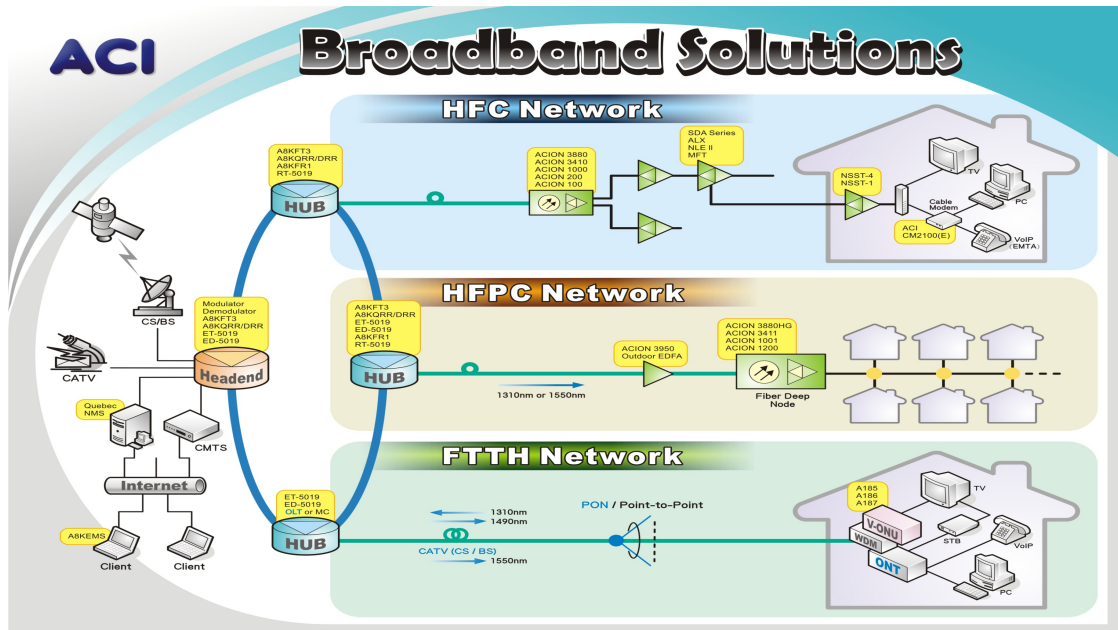 ACI
Broadband Solutions
HFC Network
A8KFT3
A8KQRR/DRR
A8KFR1
RT-5019
HUB
ACION 3880
ACION 3410
ACION 1000
ACION 200
ACION 100
SDA Series
ALX
NLE II
MFT
NSST-4
NSST-1
TV
PC
Cable
Modem
ACI
CM2100(E)
VoIP
(EMTA)
HFPC Network
CS/BS
CATV
Modulator
Demodulator
A8KFT3
A8KQRR/DRR
ET-5019
ED-5019
Headend
A8KFT3
A8KQRR/DRR
ET-5019
ED-5019
A8KFR1
RT-5019
HUB
1310nm or 1550nm
ACION 3950
Outdoor EDFA
ACION 3880HG
ACION 3411
ACION 1001
ACION 1200
Fiber Deep
Node
Quebec
NMS
CMTS
Internet
A8KEMS
Client
Client
FTTH Network
ET-5019
ED-5019
OLT or MC
HUB
1310nm
1490nm
CATV (CS / BS)
1550nm
PON / Point-to-Point
A185
A186
A187
V-ONU
WDM
ONT
TV
STB
VoIP
PC